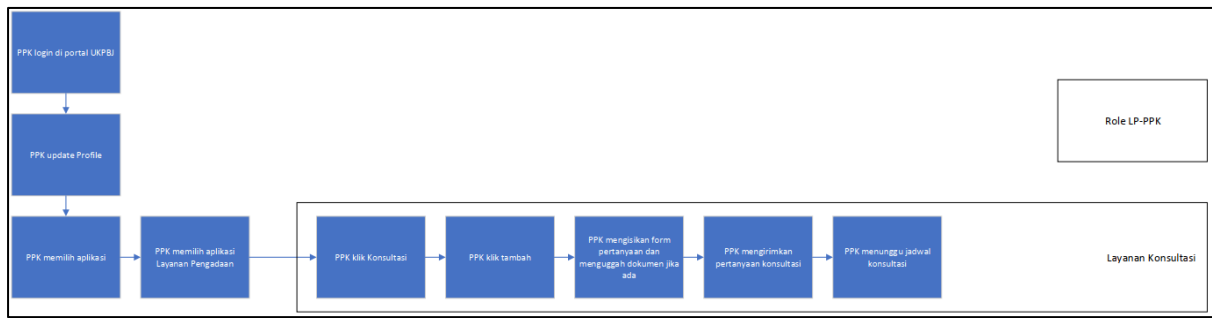 PPK login di portal UKPBJ
Role LP-PPK
PPK update Profile
PPK memilih aplikasi
PPK memilih aplikasi
Layanan Pengadaan
PPK klik Konsultasi
PPK klik tambah
PPK mengisikan form
pertanyaan dan
menguggah dokumen jika
ada
PPK mengirimkan
pertanyaan konsultasi
PPK menunggu jadwal
konsultasi
Layanan Konsultasi